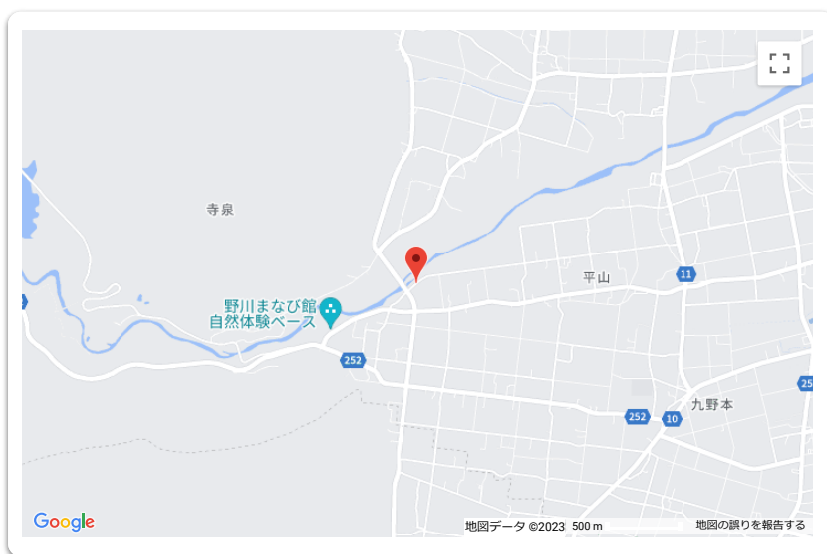 寺泉
平山
11
野川まなび館
自然体験ベース
252
252
10
九野本
Google
地図データ ©2023
500 m
地図の誤りを報告する